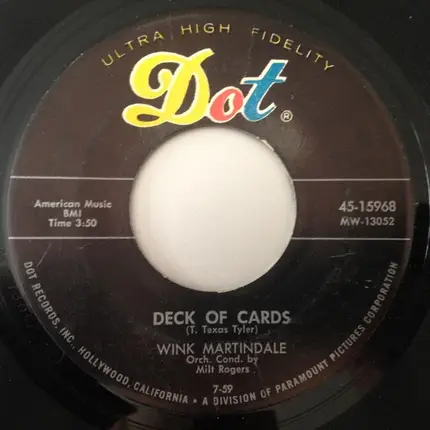 ULTRA HIGH FIDELITY
Dot®
American Music
BMI
Time 3:50
45-15968
MW-13052
DECK OF CARDS
(T. Texas Tyler)
WINK MARTINDALE
Orch. Cond. by
Milt Rogers
7-59
DOT RECORDS, INC., HOLLYWOOD, CALIFORNIA • A DIVISION OF PARAMOUNT PICTURES CORPORATION